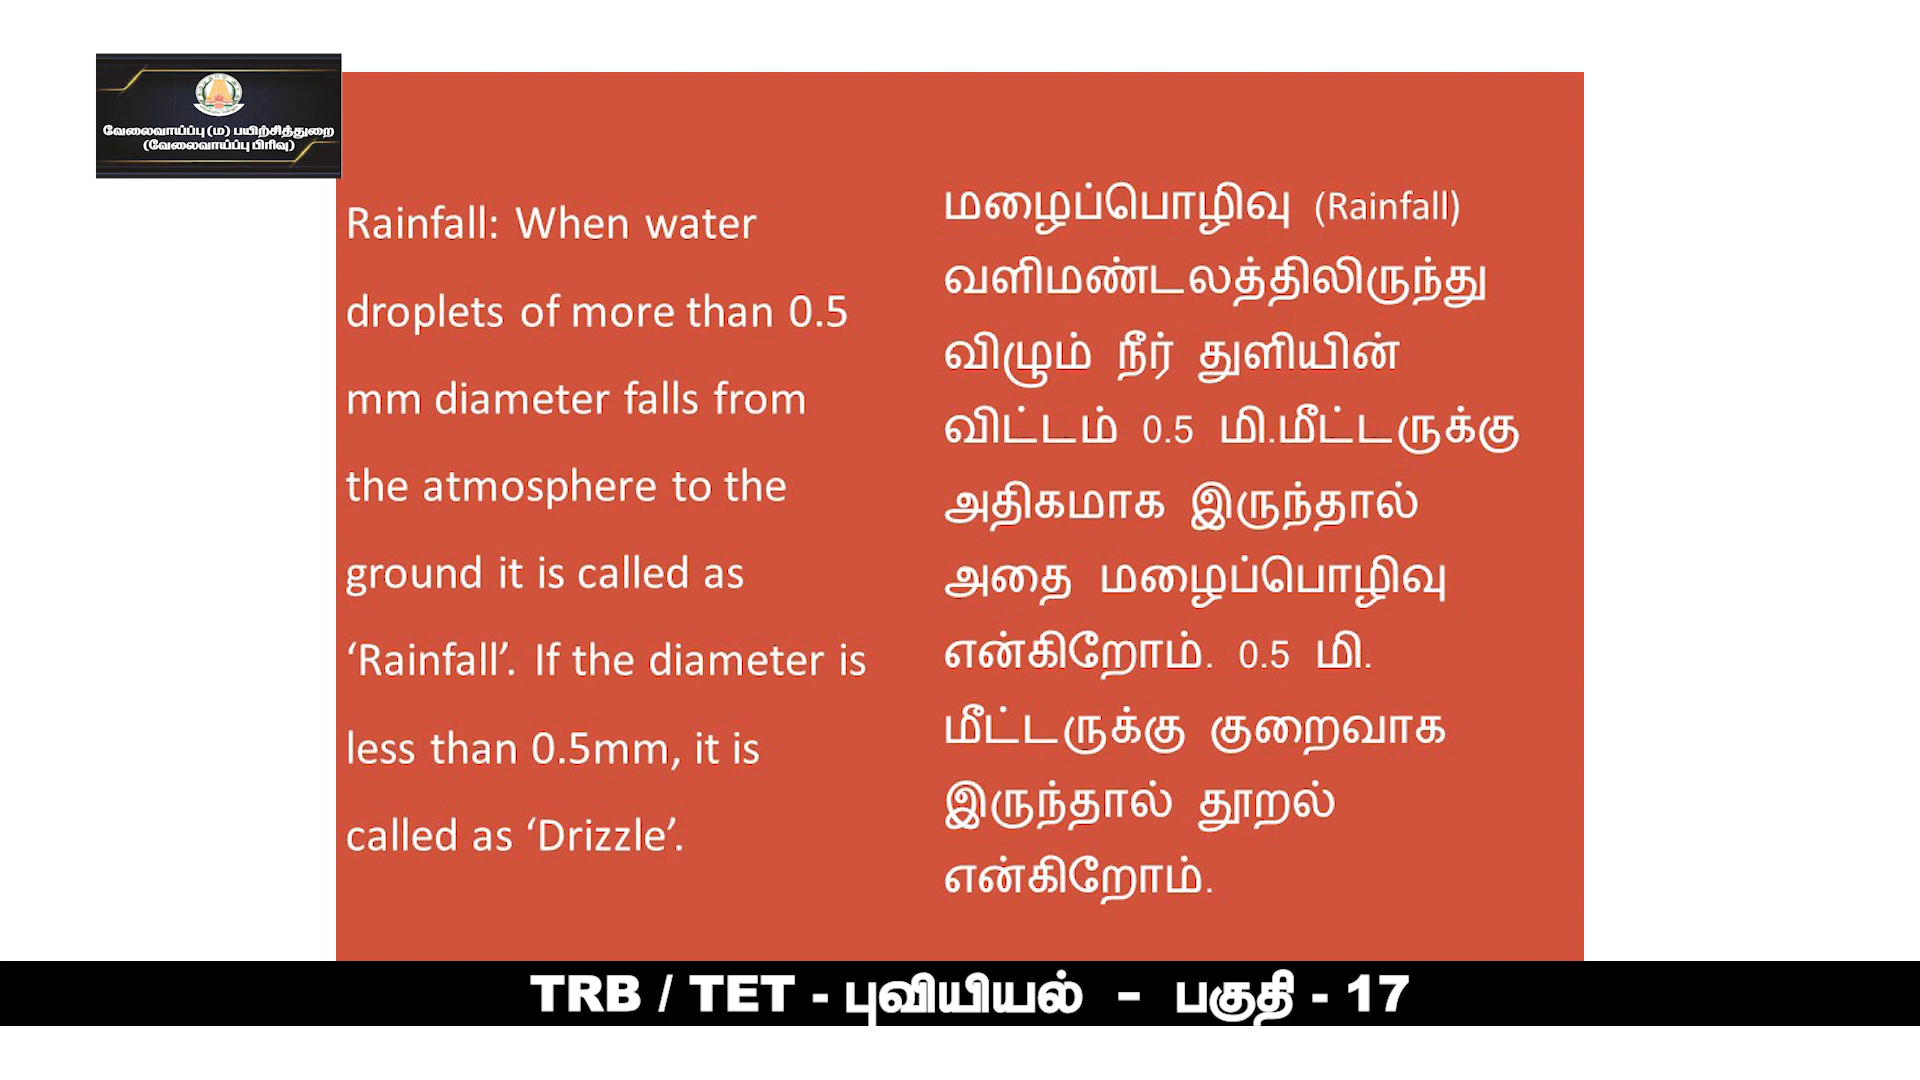 வேலைவாய்ப்பு (ம) பயிற்சித்துறை
(வேலைவாய்ப்பு பிரிவு)
Rainfall: When water
droplets of more than 0.5
mm diameter falls from
the atmosphere to the
ground it is called as
‘Rainfall’. If the diameter is
less than 0.5mm, it is
called as ‘Drizzle’.
மழைப்பொழிவு (Rainfall)
வளிமண்டலத்திலிருந்து
விழும் நீர் துளியின்
விட்டம் 0.5 மி.மீட்டருக்கு
அதிகமாக இருந்தால்
அதை மழைப்பொழிவு
என்கிறோம். 0.5 மி.
மீட்டருக்கு குறைவாக
இருந்தால் தூறல்
என்கிறோம்.
TRB / TET - புவியியல் - பகுதி - 17